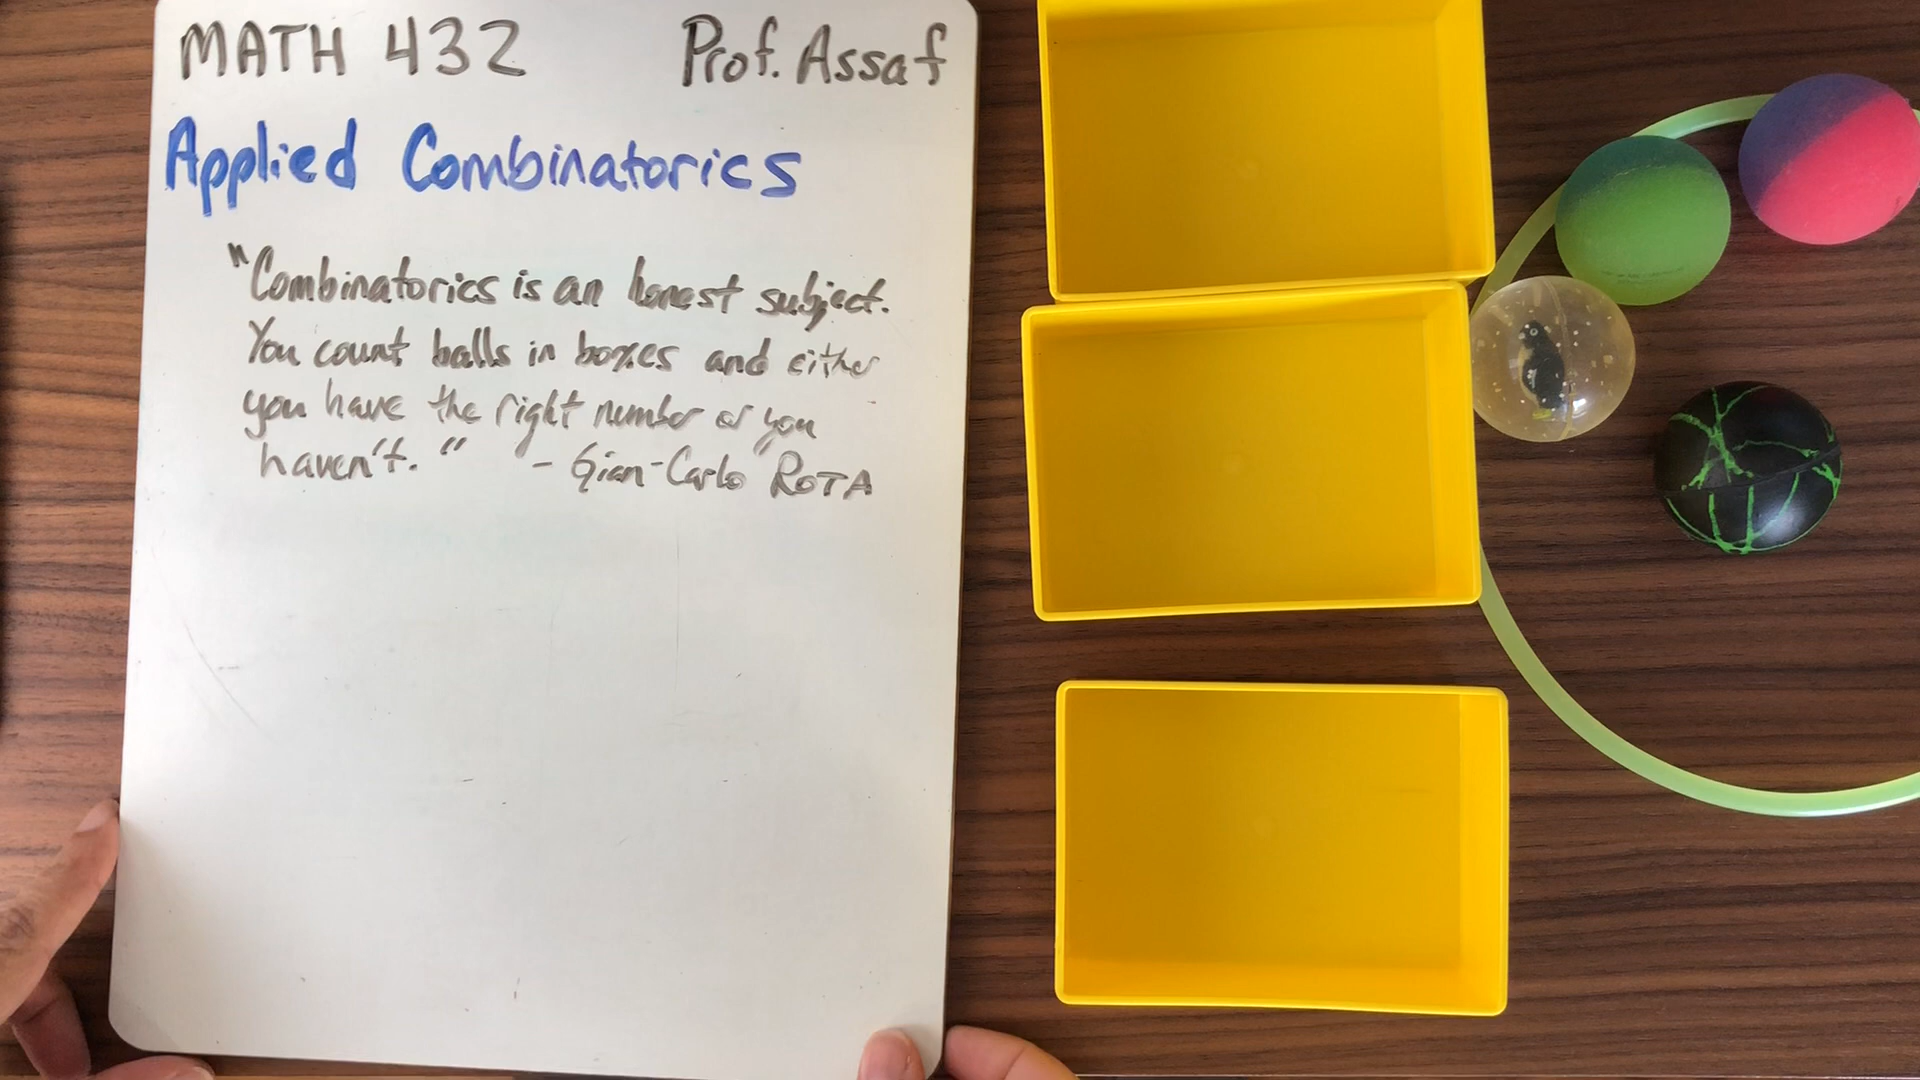 MATH 432 Prof. Assaf
Applied Combinatorics
"Combinatorics is an honest subject.
You count balls in boxes and either
you have the right number or you
haven't." - Gian-Carlo ROTA